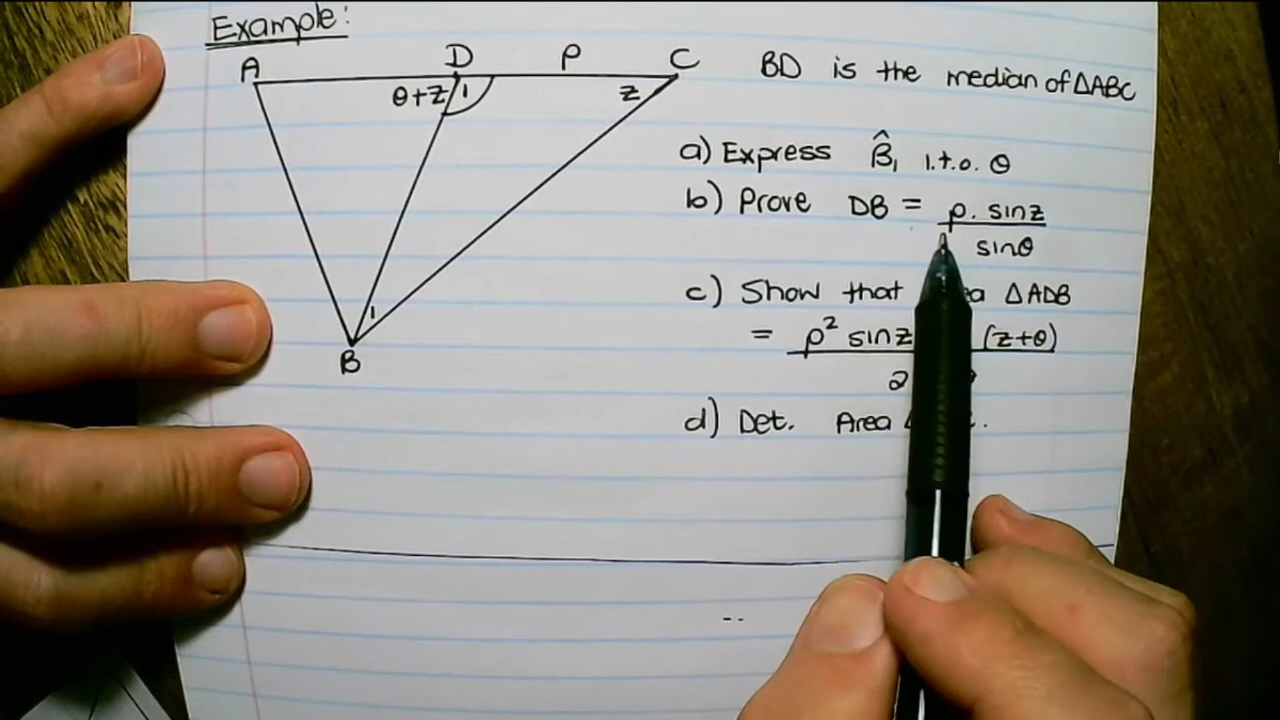 Example:
A D P C
θ+z 1 z
1
B
BD is the median of ΔABC
a) Express B̂₁ i.t.o. θ
b) Prove DB = p. sinz
sinθ
c) Show that ΔADB
= p² sinz (z+θ)
2
d) Det. Area